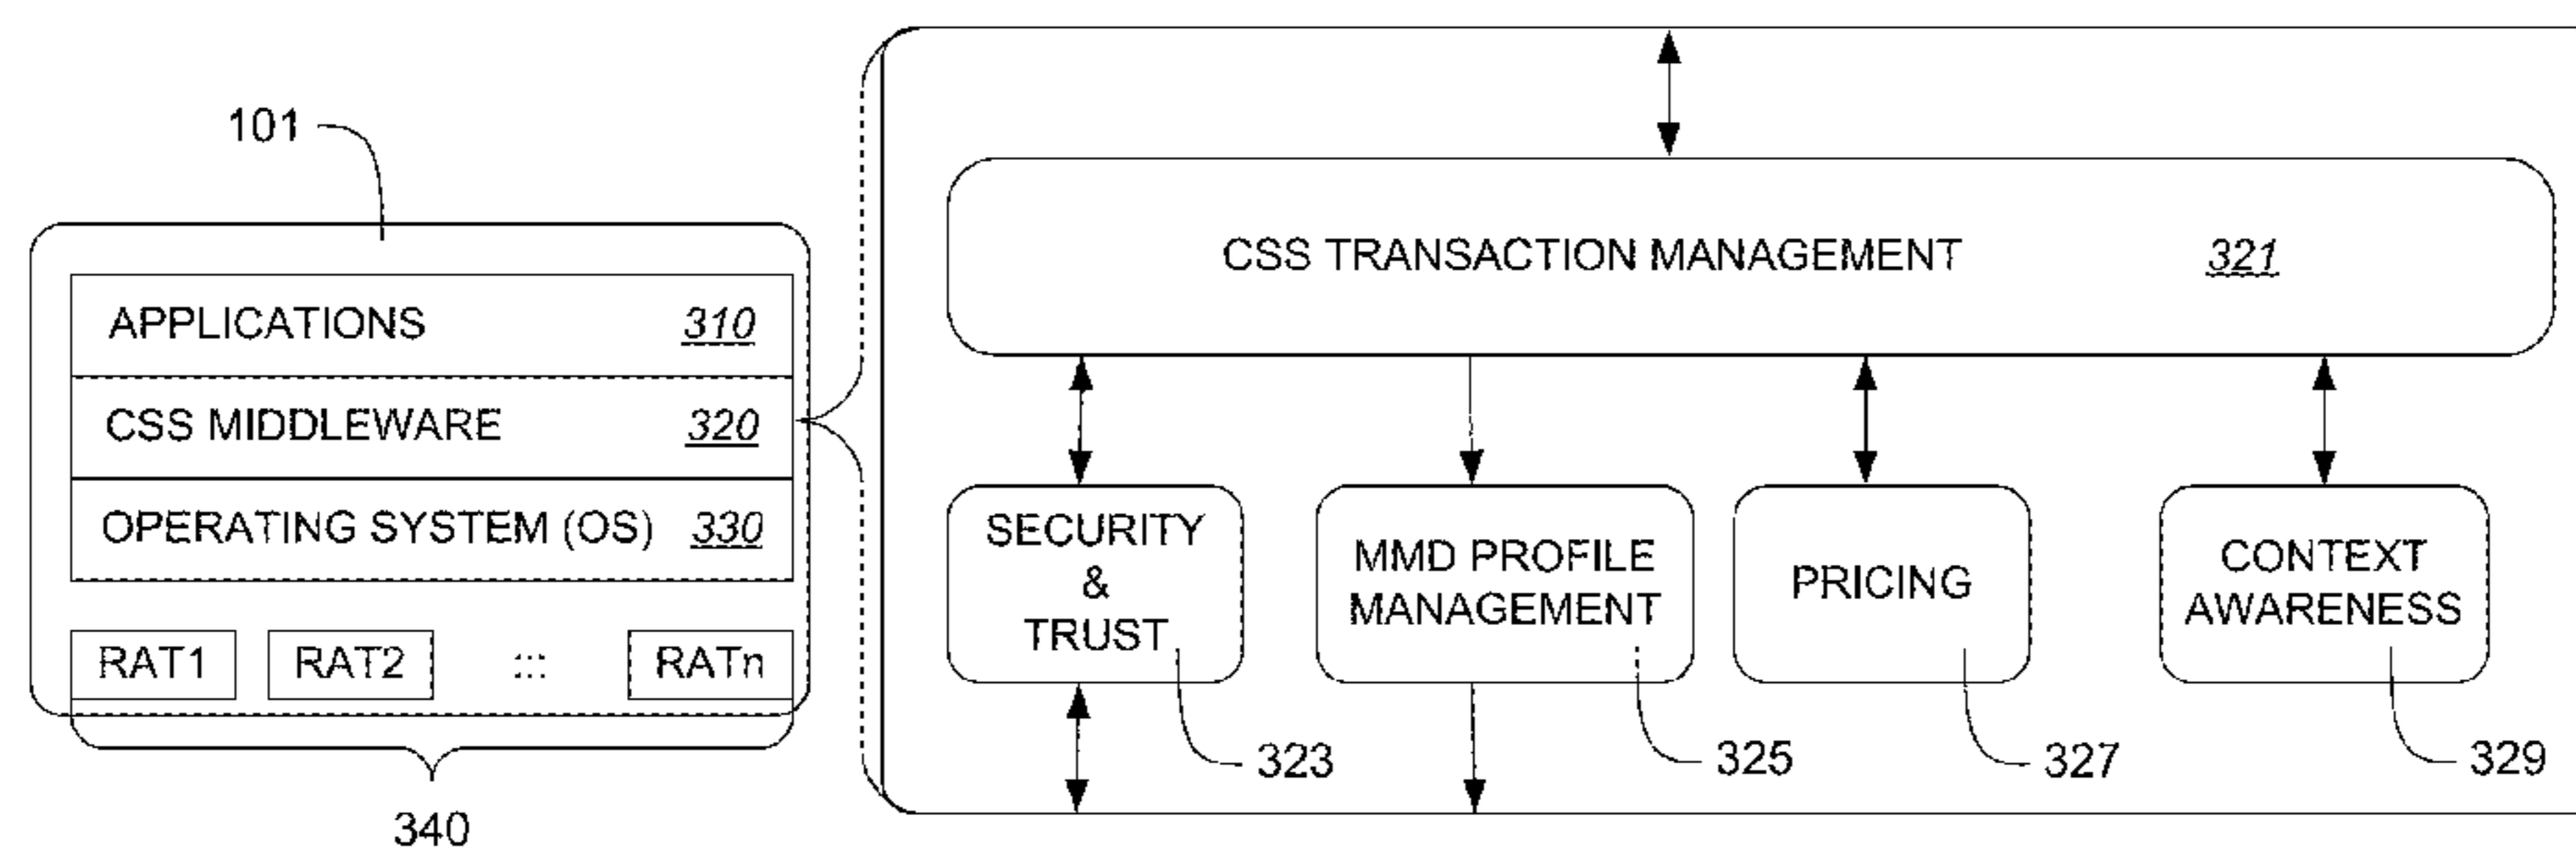 101
APPLICATIONS 310
CSS MIDDLEWARE 320
OPERATING SYSTEM (OS) 330
RAT1 RAT2 ::: RATn
340
CSS TRANSACTION MANAGEMENT 321
SECURITY
&
TRUST
323
MMD PROFILE
MANAGEMENT
325
PRICING
327
CONTEXT
AWARENESS
329